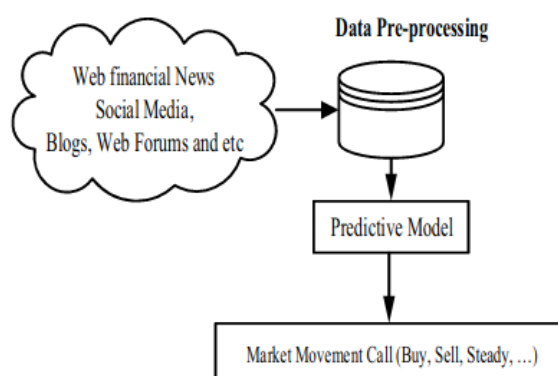 Data Pre-processing
Web financial News
Social Media,
Blogs, Web Forums and etc
Predictive Model
Market Movement Call (Buy, Sell, Steady, ...)